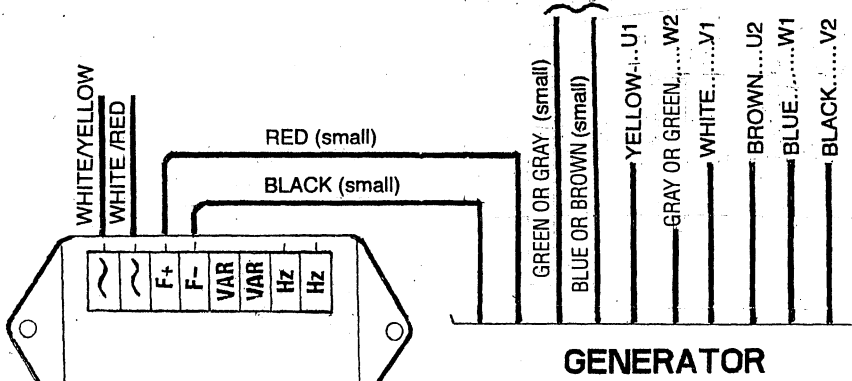 WHITE/YELLOW
WHITE /RED
RED (small)
BLACK (small)
GREEN OR GRAY (small)
BLUE OR BROWN (small)
YELLOW-...U1
GRAY OR GREEN......W2
WHITE.......V1
BROWN....U2
BLUE........W1
BLACK.......V2
~
~
F+
F-
VAR
VAR
Hz
Hz
GENERATOR